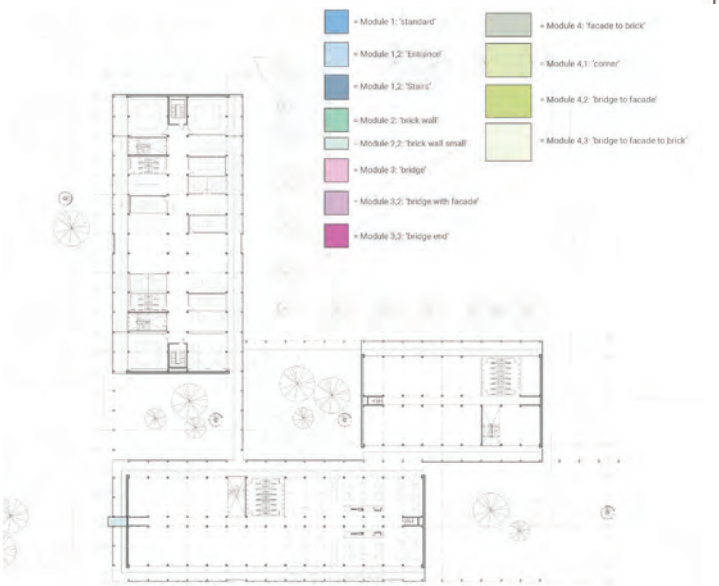 = Module 1: 'standard'
= Module 1,2: 'Entrance'
= Module 1,2: 'Stairs'
= Module 2: 'brick wall'
= Module 2,2: 'brick wall small'
= Module 3: 'bridge'
= Module 3,2: 'bridge with facade'
= Module 3,3: 'bridge end'
= Module 4: 'facade to brick'
= Module 4,1: 'corner'
= Module 4,2: 'bridge to facade'
= Module 4,3: 'bridge to facade to brick'